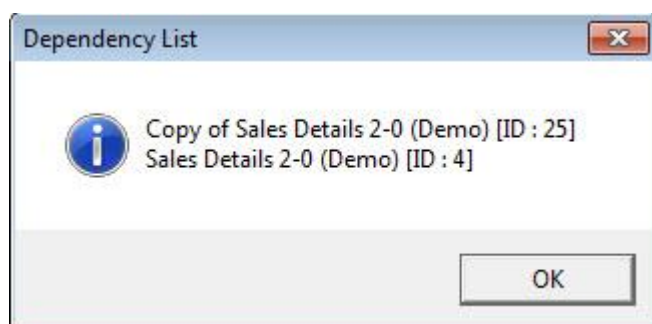 Dependency List
Copy of Sales Details 2-0 (Demo) [ID : 25]
Sales Details 2-0 (Demo) [ID : 4]
OK